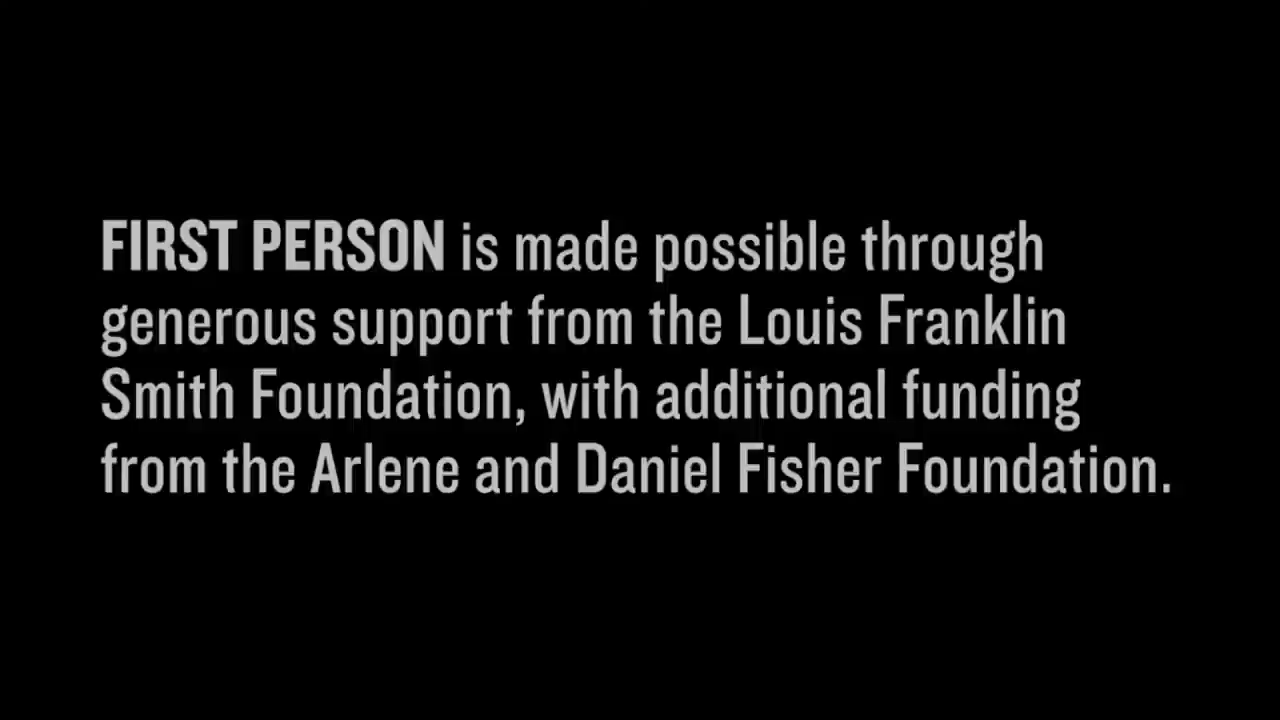 FIRST PERSON is made possible through
generous support from the Louis Franklin
Smith Foundation, with additional funding
from the Arlene and Daniel Fisher Foundation.